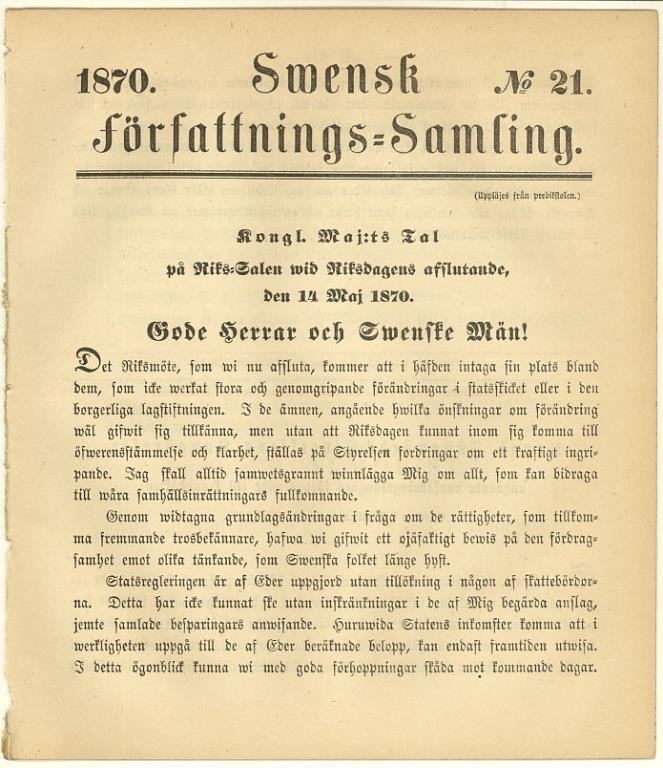 1870. Swensk № 21.
Författnings-Samling.
(Uppläses från predikstolen.)
Kongl. Maj:ts Tal
på Riks-Salen wid Riksdagens afslutande,
den 14 Maj 1870.
Gode Herrar och Swenske Män!
Det Riksmöte, som wi nu afsluta, kommer att i häfden intaga sin plats bland
dem, som icke werkat stora och genomgripande förändringar i statsskicket eller i den
borgerliga lagstiftningen. I de ämnen, angående hwilka önskningar om förändring
wäl gifwit sig tillkänna, men utan att Riksdagen kunnat inom sig komma till
öfwerensstämmelse och klarhet, ställas på Styrelsen fordringar om ett kraftigt ingri-
pande. Jag skall alltid samwetsgrannt winnlägga Mig om allt, som kan bidraga
till wåra samhällsinrättningars fullkomnande.
Genom widtagna grundlagsändringar i fråga om de rättigheter, som tillkom-
ma fremmande trosbekännare, hafwa wi gifwit ett ojäfaktigt bewis på den fördrag-
samhet emot olika tänkande, som Swenska folket länge hyst.
Statsregleringen är af Eder uppgjord utan tillökning i någon af skattebördor-
na. Detta har icke kunnat ske utan inskränkningar i de af Mig begärda anslag,
jemte samlade besparingars anwisande. Huruwida Statens inkomster komma att i
werkligheten uppgå till de af Eder beräknade belopp, kan endast framtiden utwisa.
I detta ögonblick kunna wi med goda förhoppningar skåda mot kommande dagar.